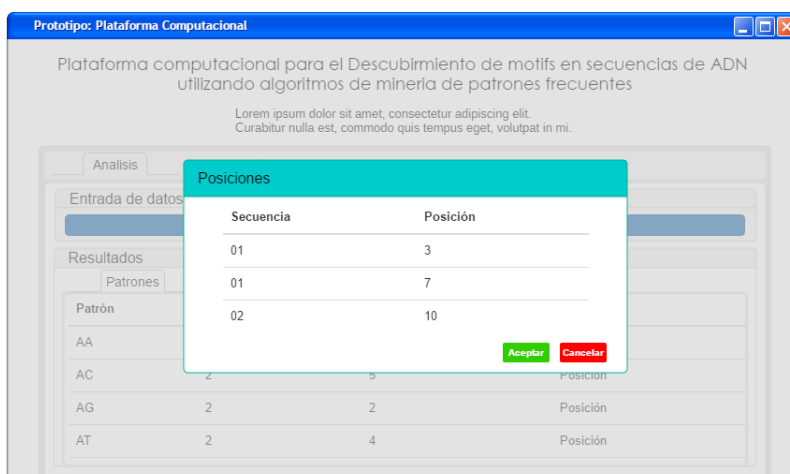 Prototipo: Plataforma Computacional
Plataforma computacional para el Descubirmiento de motifs en secuencias de ADN
utilizando algoritmos de mineria de patrones frecuentes
Lorem ipsum dolor sit amet, consectetur adipiscing elit.
Curabitur nulla est, commodo quis tempus eget, volutpat in mi.
Analisis
Posiciones
Entrada de datos
Secuencia Posición
01 3
Resultados
Patrones
01 7
Patrón
02 10
AA
Aceptar Cancelar
AC 2 5 Posición
AG 2 2 Posición
AT 2 4 Posición